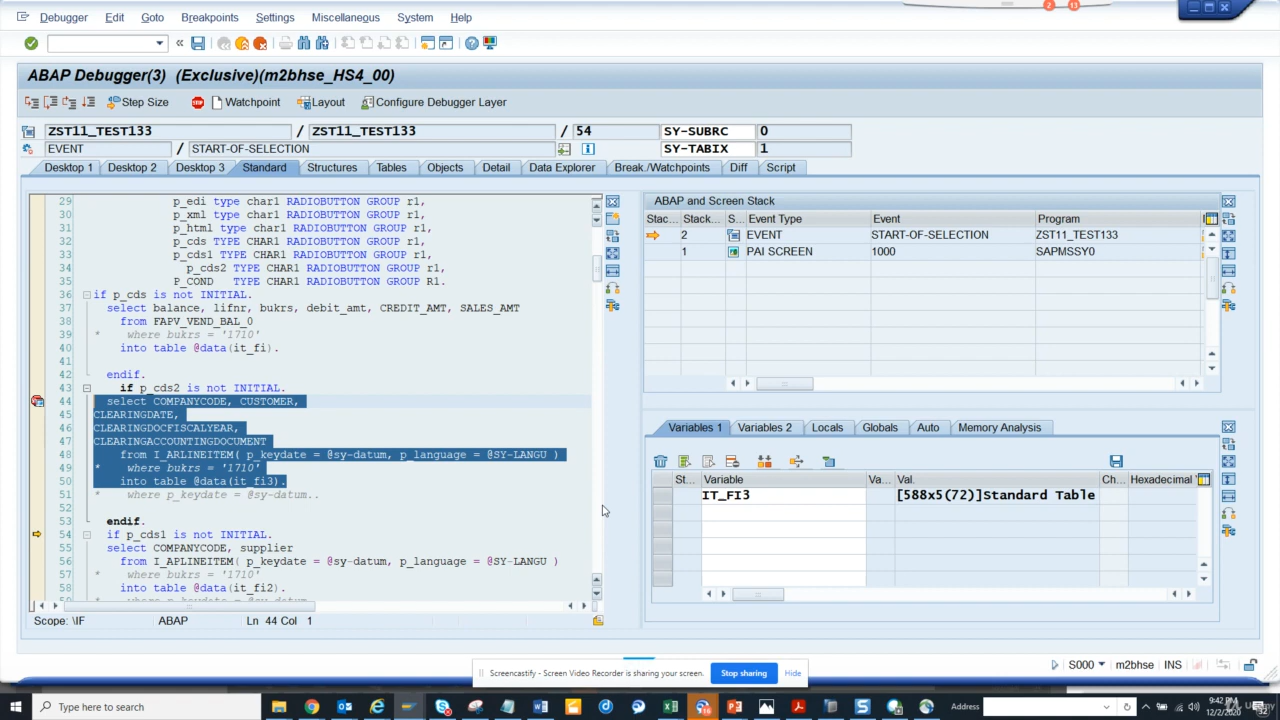 Debugger Edit Goto Breakpoints Settings Miscellaneous System Help
2 13
ABAP Debugger(3) (Exclusive)(m2bhse_HS4_00)
Step Size Watchpoint Layout Configure Debugger Layer
ZST11_TEST133 / ZST11_TEST133 / 54 SY-SUBRC 0
EVENT / START-OF-SELECTION SY-TABIX 1
Desktop 1 Desktop 2 Desktop 3 Standard Structures Tables Objects Detail Data Explorer Break./Watchpoints Diff Script
29 p_edi type char1 RADIOBUTTON GROUP r1,
30 p_xml type char1 RADIOBUTTON GROUP r1,
31 p_html type char1 RADIOBUTTON GROUP r1,
32 p_cds TYPE CHAR1 RADIOBUTTON GROUP r1,
33 p_cds1 TYPE CHAR1 RADIOBUTTON GROUP r1,
34 p_cds2 TYPE CHAR1 RADIOBUTTON GROUP r1,
35 P_COND TYPE CHAR1 RADIOBUTTON GROUP R1.
36 if p_cds is not INITIAL.
37 select balance, lifnr, bukrs, debit_amt, CREDIT_AMT, SALES_AMT
38 from FAPV_VEND_BAL_0
39 * where bukrs = '1710'
40 into table @data(it_fi).
41
42 endif.
43 if p_cds2 is not INITIAL.
44 select COMPANYCODE, CUSTOMER,
45 CLEARINGDATE,
46 CLEARINGDOCFISCALYEAR,
47 CLEARINGACCOUNTINGDOCUMENT
48 from I_ARLINEITEM( p_keydate = @sy-datum, p_language = @SY-LANGU )
49 * where bukrs = '1710'
50 into table @data(it_fi3).
51 * where p_keydate = @sy-datum..
52
53 endif.
54 if p_cds1 is not INITIAL.
55 select COMPANYCODE, supplier
56 from I_APLINEITEM( p_keydate = @sy-datum, p_language = @SY-LANGU )
57 * where bukrs = '1710'
58 into table @data(it_fi2).
Scope: \IF ABAP Ln 44 Col 1
ABAP and Screen Stack
Stac... Stack... S... Event Type Event Program
2 EVENT START-OF-SELECTION ZST11_TEST133
1 PAI SCREEN 1000 SAPMSSY0
Variables 1 Variables 2 Locals Globals Auto Memory Analysis
St... Variable Va... Val. Ch... Hexadecimal
IT_FI3 [588x5(72)]Standard Table
S000 m2bhse INS
Screencastify - Screen Video Recorder is sharing your screen. Stop sharing Hide
Type here to search Address 9:42 PM
12/2/2020